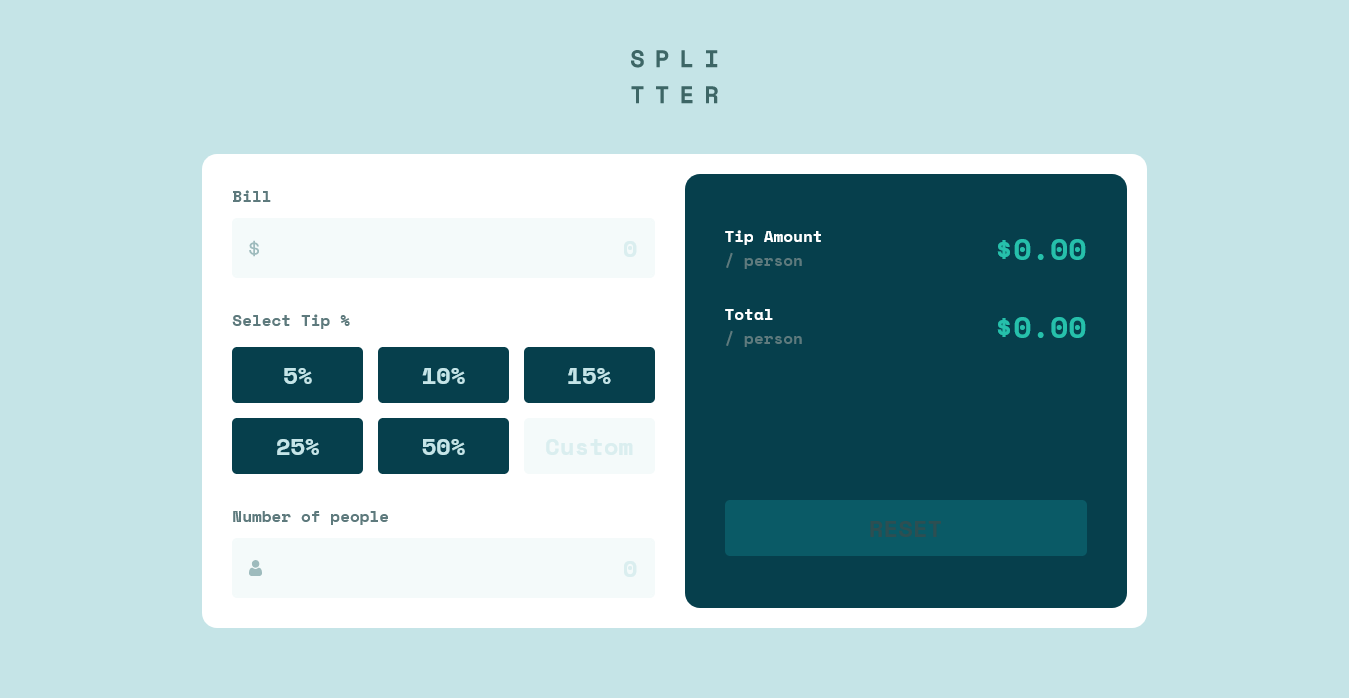 SPLI
TTER
Bill
$ 0
Select Tip %
5% 10% 15%
25% 50% Custom
Number of people
0
Tip Amount
/ person
$0.00
Total
/ person
$0.00
RESET